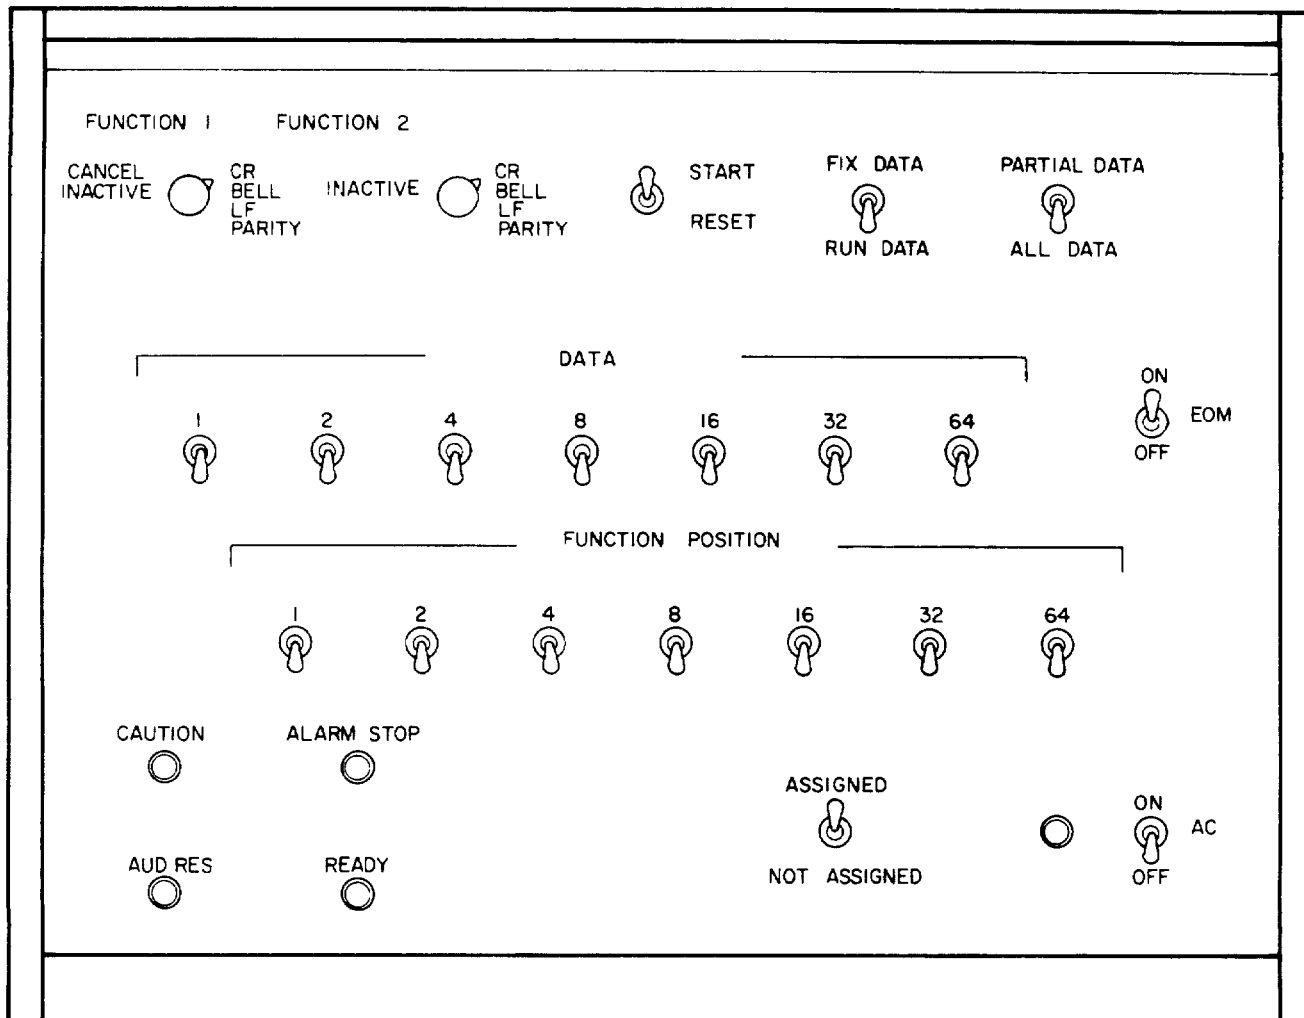 FUNCTION 1
FUNCTION 2
CANCEL
INACTIVE
CR
BELL
LF
PARITY
INACTIVE
CR
BELL
LF
PARITY
START
RESET
FIX DATA
RUN DATA
PARTIAL DATA
ALL DATA
DATA
1 2 4 8 16 32 64
ON
EOM
OFF
FUNCTION POSITION
1 2 4 8 16 32 64
CAUTION
ALARM STOP
AUD RES
READY
ASSIGNED
NOT ASSIGNED
ON
AC
OFF